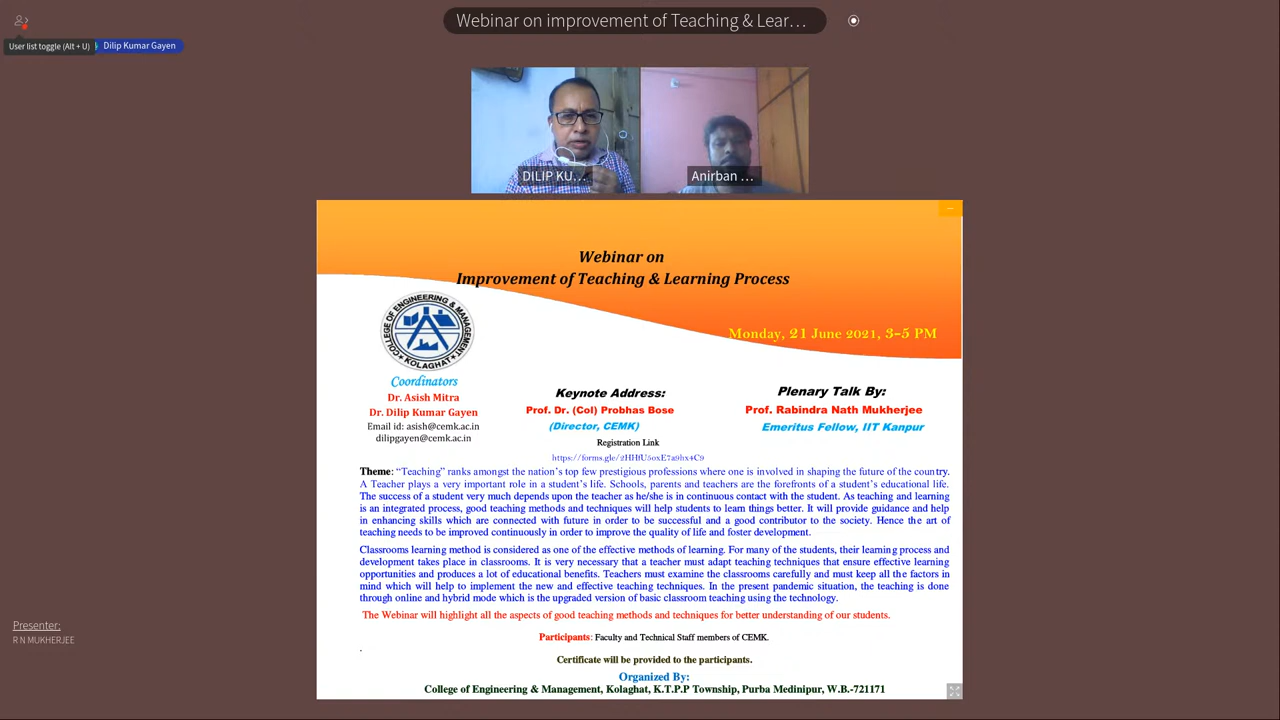 Webinar on improvement of Teaching & Lear…
User list toggle (Alt + U)
Dilip Kumar Gayen
DILIP KU…
Anirban …
Webinar on
Improvement of Teaching & Learning Process
COLLEGE OF ENGINEERING & MANAGEMENT
KOLAGHAT
Monday, 21 June 2021, 3-5 PM
Coordinators
Dr. Asish Mitra
Dr. Dilip Kumar Gayen
Email id: asish@cemk.ac.in
dilipgayen@cemk.ac.in
Keynote Address:
Prof. Dr. (Col) Probhas Bose
(Director, CEMK)
Registration Link
https://forms.gle/2HHfU5oxE7a9hx4C9
Plenary Talk By:
Prof. Rabindra Nath Mukherjee
Emeritus Fellow, IIT Kanpur
Theme: “Teaching” ranks amongst the nation’s top few prestigious professions where one is involved in shaping the future of the country.
A Teacher plays a very important role in a student’s life. Schools, parents and teachers are the forefronts of a student’s educational life.
The success of a student very much depends upon the teacher as he/she is in continuous contact with the student. As teaching and learning
is an integrated process, good teaching methods and techniques will help students to learn things better. It will provide guidance and help
in enhancing skills which are connected with future in order to be successful and a good contributor to the society. Hence the art of
teaching needs to be improved continuously in order to improve the quality of life and foster development.
Classrooms learning method is considered as one of the effective methods of learning. For many of the students, their learning process and
development takes place in classrooms. It is very necessary that a teacher must adapt teaching techniques that ensure effective learning
opportunities and produces a lot of educational benefits. Teachers must examine the classrooms carefully and must keep all the factors in
mind which will help to implement the new and effective teaching techniques. In the present pandemic situation, the teaching is done
through online and hybrid mode which is the upgraded version of basic classroom teaching using the technology.
The Webinar will highlight all the aspects of good teaching methods and techniques for better understanding of our students.
Participants: Faculty and Technical Staff members of CEMK.
.
Certificate will be provided to the participants.
Organized By:
College of Engineering & Management, Kolaghat, K.T.P.P Township, Purba Medinipur, W.B.-721171
Presenter:
R N MUKHERJEE